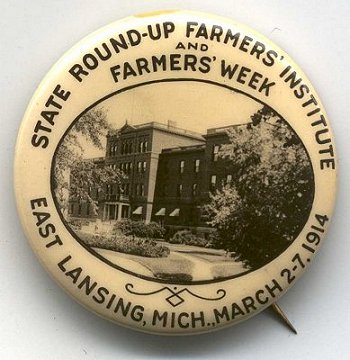 STATE ROUND-UP FARMERS' INSTITUTE
AND
FARMERS' WEEK
EAST LANSING, MICH., MARCH 2-7, 1914